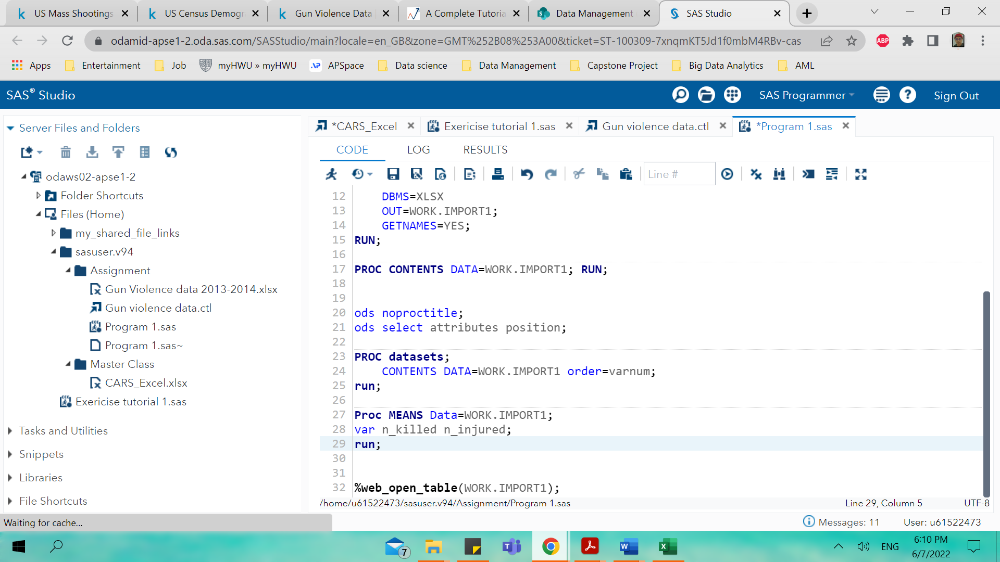 US Mass Shootings
US Census Demogr
Gun Violence Data
A Complete Tutoria
Data Management
SAS Studio
odamid-apse1-2.oda.sas.com/SASStudio/main?locale=en_GB&zone=GMT%252B08%253A00&ticket=ST-100309-7xnqmKT5Jd1f0mbM4RBv-cas
ABP
Apps
Entertainment
Job
myHWU » myHWU
APSpace
Data science
Data Management
Capstone Project
Big Data Analytics
AML
SAS® Studio
SAS Programmer
Sign Out
Server Files and Folders
odaws02-apse1-2
Folder Shortcuts
Files (Home)
my_shared_file_links
sasuser.v94
Assignment
Gun Violence data 2013-2014.xlsx
Gun violence data.ctl
Program 1.sas
Program 1.sas~
Master Class
CARS_Excel.xlsx
Exericise tutorial 1.sas
Tasks and Utilities
Snippets
Libraries
File Shortcuts
*CARS_Excel
Exericise tutorial 1.sas
Gun violence data.ctl
*Program 1.sas
CODE
LOG
RESULTS
Line #
12 DBMS=XLSX
13 OUT=WORK.IMPORT1;
14 GETNAMES=YES;
15 RUN;
16
17 PROC CONTENTS DATA=WORK.IMPORT1; RUN;
18
19
20 ods noproctitle;
21 ods select attributes position;
22
23 PROC datasets;
24 CONTENTS DATA=WORK.IMPORT1 order=varnum;
25 run;
26
27 Proc MEANS Data=WORK.IMPORT1;
28 var n_killed n_injured;
29 run;
30
31
32 %web_open_table(WORK.IMPORT1);
/home/u61522473/sasuser.v94/Assignment/Program 1.sas
Line 29, Column 5
UTF-8
Waiting for cache...
Messages: 11
User: u61522473
7
ENG
6:10 PM
6/7/2022